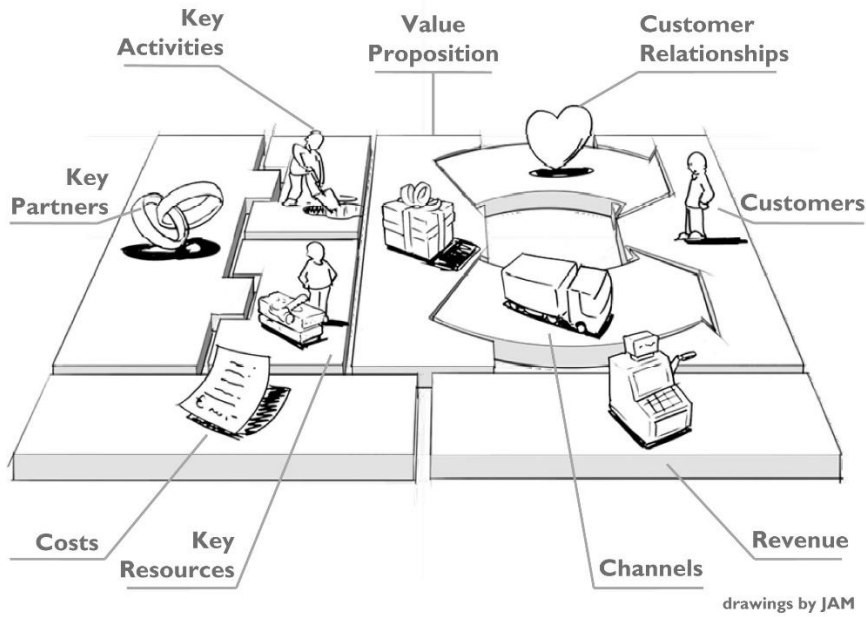 Key
Activities
Value
Proposition
Customer
Relationships
Key
Partners
Customers
Costs
Key
Resources
Channels
Revenue
drawings by JAM